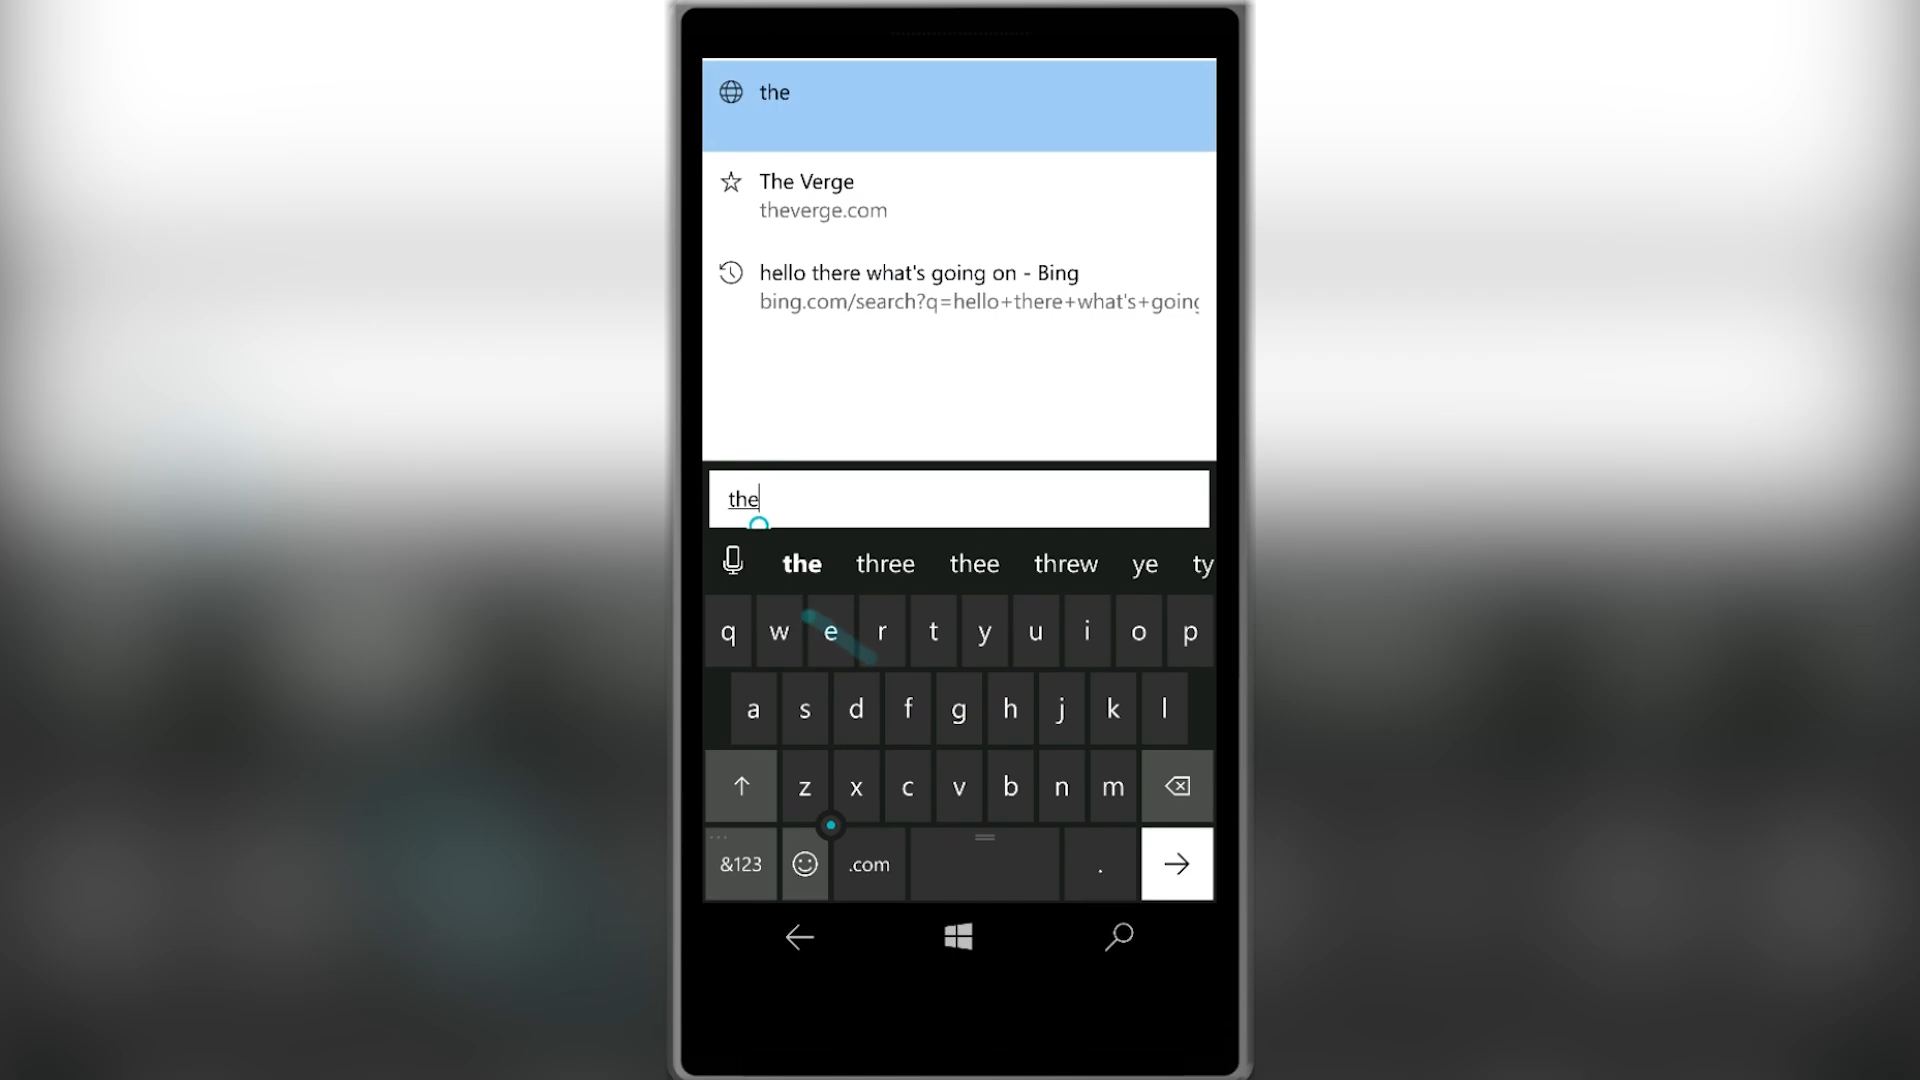 the
The Verge
theverge.com
hello there what's going on - Bing
bing.com/search?q=hello+there+what's+going
the
the three thee threw ye ty
q w e r t y u i o p
a s d f g h j k l
z x c v b n m
&123 .com .